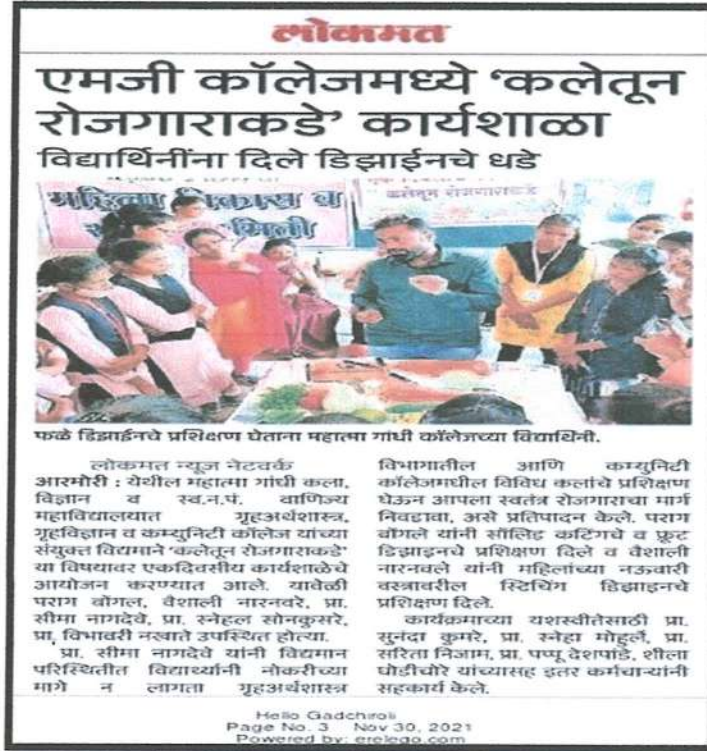 लोकमत
एमजी कॉलेजमध्ये ‘कलेतून
रोजगाराकडे’ कार्यशाळा
विद्यार्थिनींना दिले डिझाईनचे धडे
महिला विकास व
कलेतून रोजगाराकडे
फळे डिझाईनचे प्रशिक्षण घेताना महात्मा गांधी कॉलेजच्या विद्यार्थिनी.
लोकमत न्यूज नेटवर्क
आरमोरी : येथील महात्मा गांधी कला,
विज्ञान व स्व.न.पं. वाणिज्य
महाविद्यालयात गृहअर्थशास्त्र,
गृहविज्ञान व कम्युनिटी कॉलेज यांच्या
संयुक्त विद्यमाने ‘कलेतून रोजगाराकडे’
या विषयावर एकदिवसीय कार्यशाळेचे
आयोजन करण्यात आले. यावेळी
पराग बोंगल, वैशाली नारनवरे, प्रा.
सीमा नागदेवे, प्रा. स्नेहल सोनकुसरे,
प्रा. विभावरी नखाते उपस्थित होत्या.
प्रा. सीमा नागदेवे यांनी विद्यमान
परिस्थितीत विद्यार्थ्यांनी नोकरीच्या
मागे न लागता गृहअर्थशास्त्र
विभागातील आणि कम्युनिटी
कॉलेजमधील विविध कलांचे प्रशिक्षण
घेऊन आपला स्वतंत्र रोजगाराचा मार्ग
निवडावा, असे प्रतिपादन केले. पराग
बोंगले यांनी सॉलिड कटिंगचे व फ्रूट
डिझाइनचे प्रशिक्षण दिले व वैशाली
नारनवले यांनी महिलांच्या नऊवारी
वस्त्रावरील स्टिचिंग डिझाइनचे
प्रशिक्षण दिले.
कार्यक्रमाच्या यशस्वीतेसाठी प्रा.
सुनंदा कुमरे, प्रा. स्नेहा मोहुर्ले, प्रा.
सरिता निजाम, प्रा. पप्पू देशपांडे, शीला
घोडीचोरे यांच्यासह इतर कर्मचाऱ्यांनी
सहकार्य केले.
Hello Gadchiroli
Page No. 3 Nov 30, 2021
Powered by: erelego.com